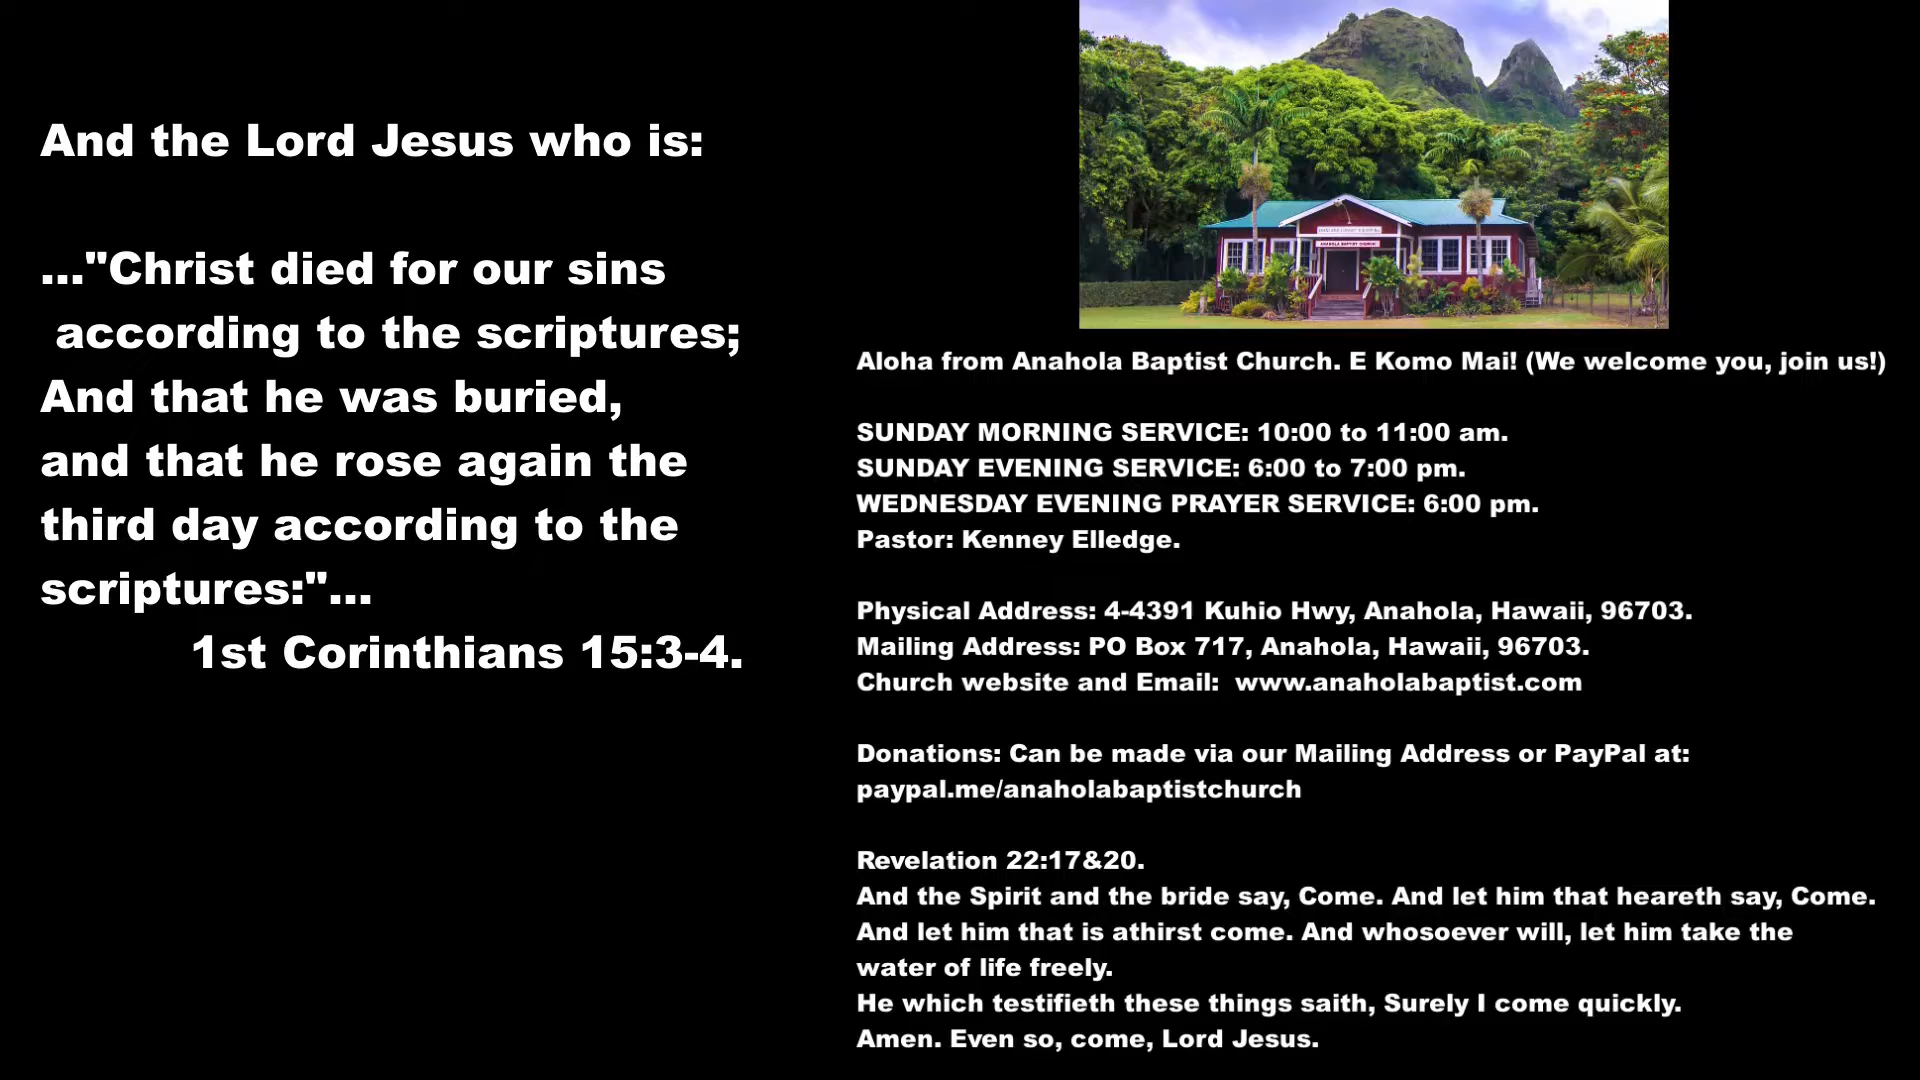 And the Lord Jesus who is:
..."Christ died for our sins
according to the scriptures;
And that he was buried,
and that he rose again the
third day according to the
scriptures:"...
1st Corinthians 15:3-4.
ANAHOLA BAPTIST CHURCH
Aloha from Anahola Baptist Church. E Komo Mai! (We welcome you, join us!)
SUNDAY MORNING SERVICE: 10:00 to 11:00 am.
SUNDAY EVENING SERVICE: 6:00 to 7:00 pm.
WEDNESDAY EVENING PRAYER SERVICE: 6:00 pm.
Pastor: Kenney Elledge.
Physical Address: 4-4391 Kuhio Hwy, Anahola, Hawaii, 96703.
Mailing Address: PO Box 717, Anahola, Hawaii, 96703.
Church website and Email:  www.anaholabaptist.com
Donations: Can be made via our Mailing Address or PayPal at:
paypal.me/anaholabaptistchurch
Revelation 22:17&20.
And the Spirit and the bride say, Come. And let him that heareth say, Come.
And let him that is athirst come. And whosoever will, let him take the
water of life freely.
He which testifieth these things saith, Surely I come quickly.
Amen. Even so, come, Lord Jesus.